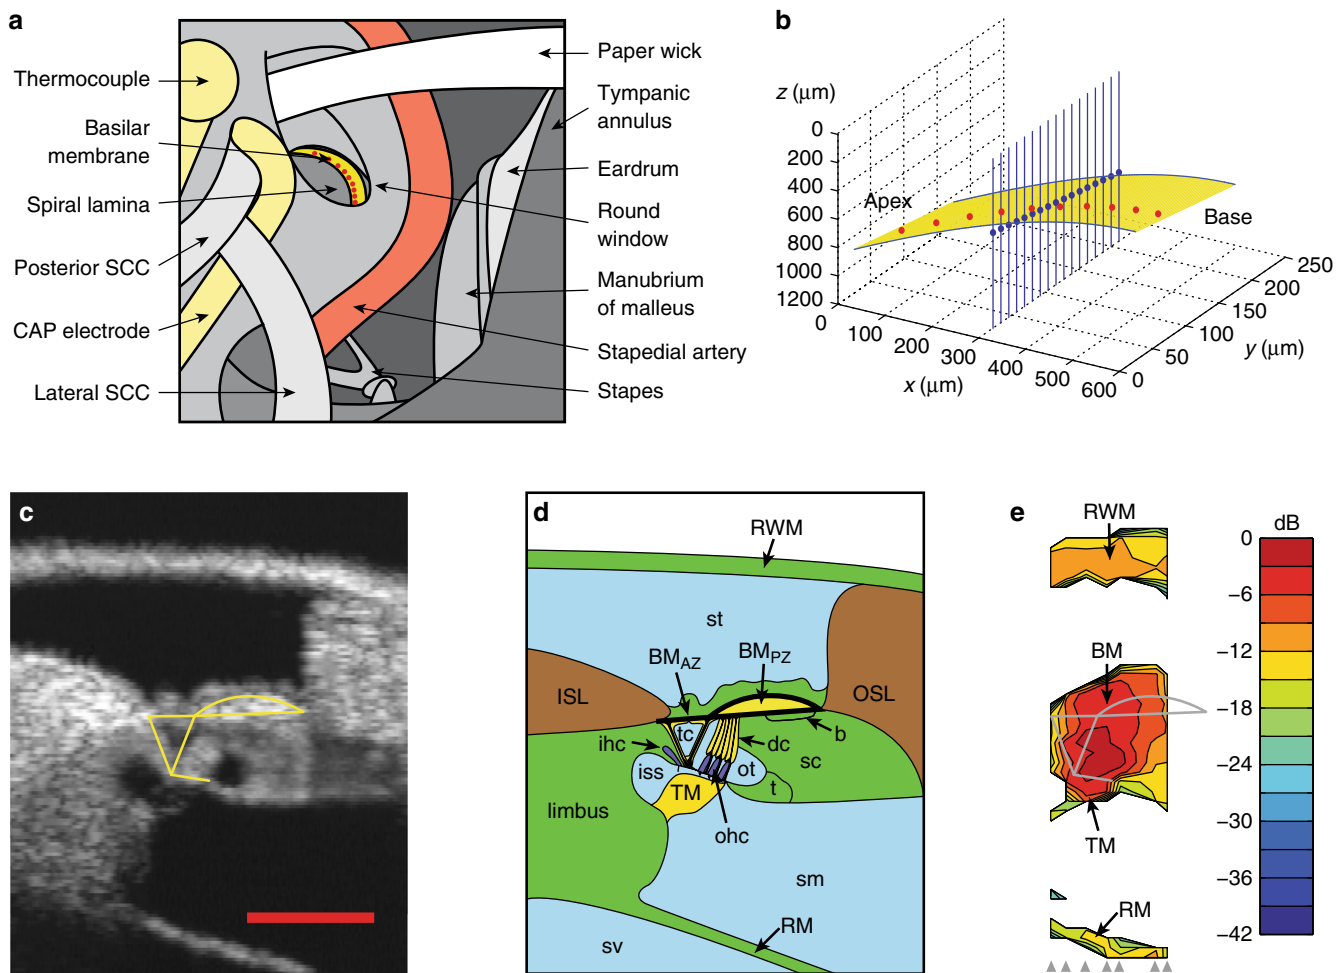 a
Thermocouple
Basilar
membrane
Spiral lamina
Posterior SCC
CAP electrode
Lateral SCC
Paper wick
Tympanic
annulus
Eardrum
Round
window
Manubrium
of malleus
Stapedial artery
Stapes
b
z (μm)
0
200
400
600
800
1000
1200
Apex
Base
0
100
200
300
400
500
600
x (μm)
0
50
100
150
200
250
y (μm)
c
d
RWM
st
BM_AZ
BM_PZ
ISL
OSL
tc
b
ihc
dc
sc
iss
ot
TM
t
limbus
ohc
sm
RM
sv
e
RWM
BM
TM
RM
dB
0
−6
−12
−18
−24
−30
−36
−42